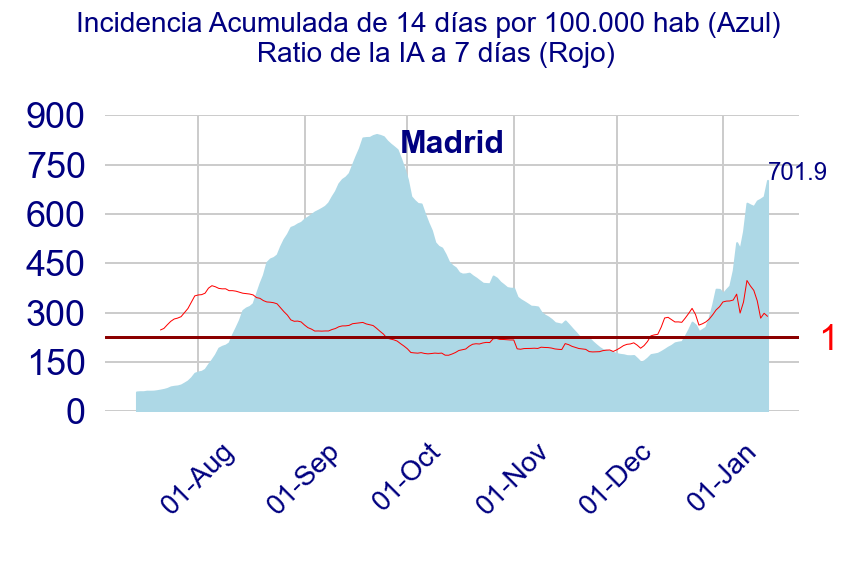 Incidencia Acumulada de 14 días por 100.000 hab (Azul)
Ratio de la IA a 7 días (Rojo)
Madrid
900
750
600
450
300
150
0
701.9
1
01-Aug
01-Sep
01-Oct
01-Nov
01-Dec
01-Jan